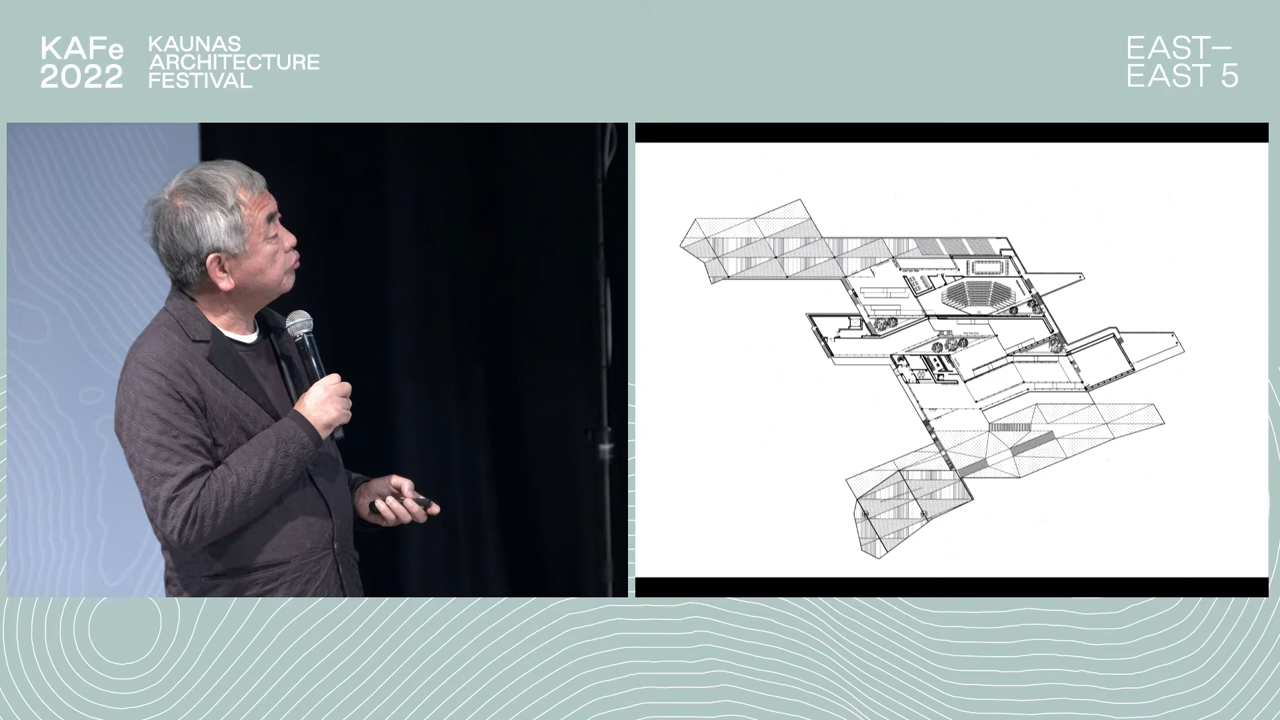 KAFe
2022
KAUNAS
ARCHITECTURE
FESTIVAL
EAST–
EAST 5